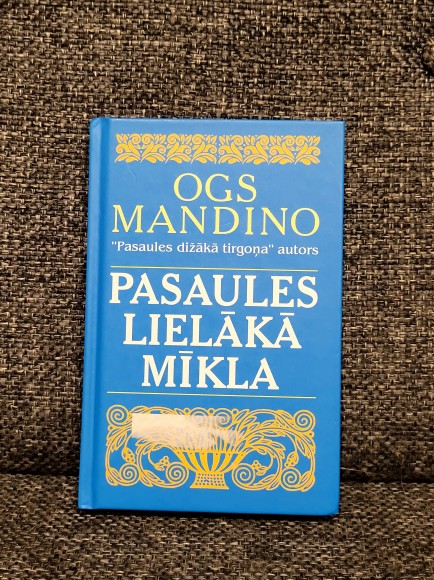 OGS
MANDINO
"Pasaules dižākā tirgoņa" autors
PASAULES
LIELĀKĀ
MĪKLA